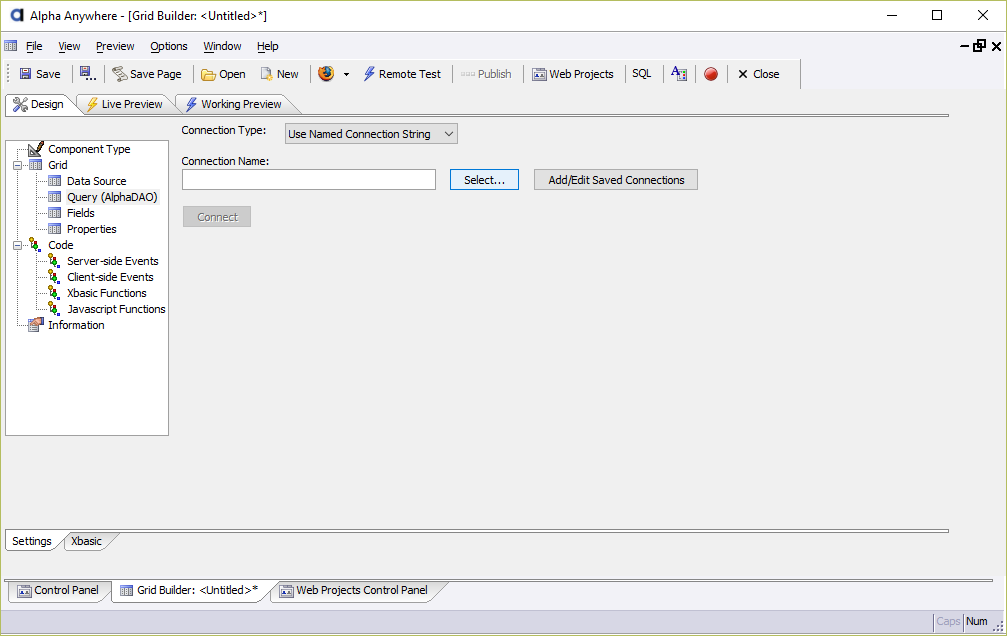 Alpha Anywhere - [Grid Builder: <Untitled>*]
File View Preview Options Window Help
Save Save Page Open New Remote Test Publish Web Projects SQL Close
Design Live Preview Working Preview
Connection Type: Use Named Connection String
Component Type
Grid
Data Source
Query (AlphaDAO)
Fields
Properties
Code
Server-side Events
Client-side Events
Xbasic Functions
Javascript Functions
Information
Connection Name:
Select... Add/Edit Saved Connections
Connect
Settings Xbasic
Control Panel Grid Builder: <Untitled>* Web Projects Control Panel
Caps Num